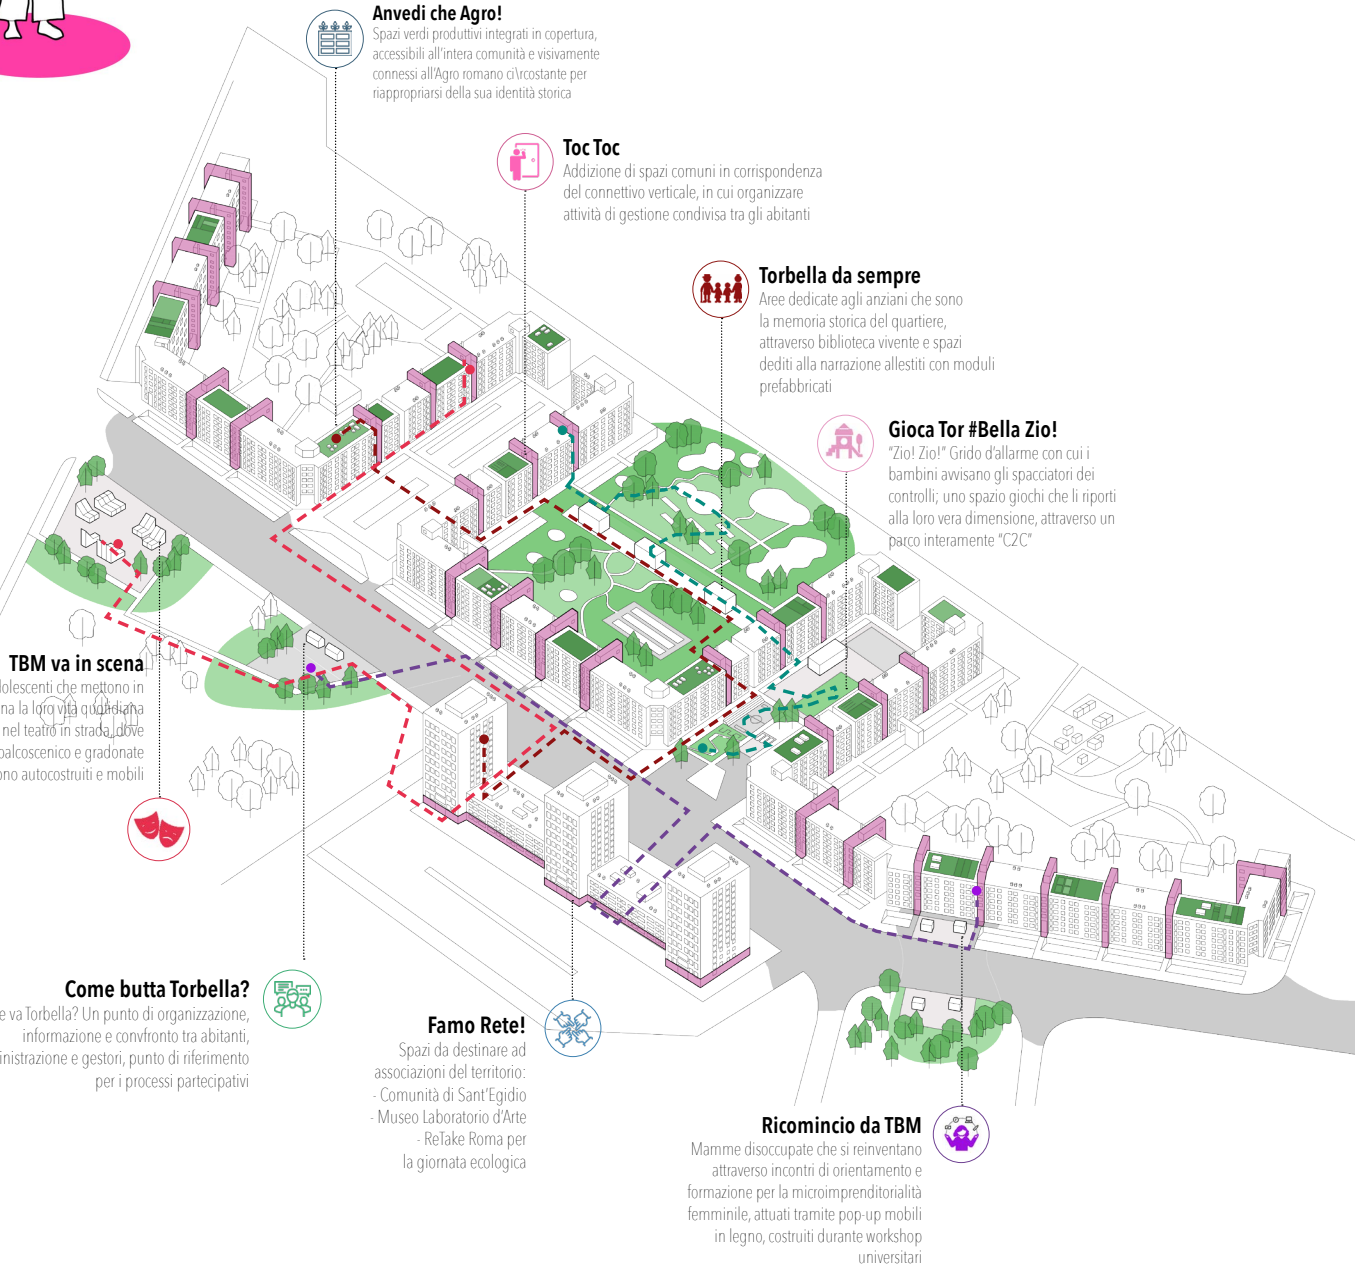 Anvedi che Agro!
Spazi verdi produttivi integrati in copertura,
accessibili all'intera comunità e visivamente
connessi all'Agro romano ci\rcostante per
riappropriarsi della sua identità storica
Toc Toc
Addizione di spazi comuni in corrispondenza
del connettivo verticale, in cui organizzare
attività di gestione condivisa tra gli abitanti
Torbella da sempre
Aree dedicate agli anziani che sono
la memoria storica del quartiere,
attraverso biblioteca vivente e spazi
dediti alla narrazione allestiti con moduli
prefabbricati
Gioca Tor #Bella Zio!
"Zio! Zio!" Grido d'allarme con cui i
bambini avvisano gli spacciatori dei
controlli; uno spazio giochi che li riporti
alla loro vera dimensione, attraverso un
parco interamente "C2C"
TBM va in scena
dolescenti che mettono in
na la loro vita quotidiana
nel teatro in strada, dove
palcoscenico e gradonate
ono autocostruiti e mobili
Come butta Torbella?
e va Torbella? Un punto di organizzazione,
informazione e convfronto tra abitanti,
nistrazione e gestori, punto di riferimento
per i processi partecipativi
Famo Rete!
Spazi da destinare ad
associazioni del territorio:
- Comunità di Sant'Egidio
- Museo Laboratorio d'Arte
- ReTake Roma per
la giornata ecologica
Ricomincio da TBM
Mamme disoccupate che si reinventano
attraverso incontri di orientamento e
formazione per la microimprenditorialità
femminile, attuati tramite pop-up mobili
in legno, costruiti durante workshop
universitari